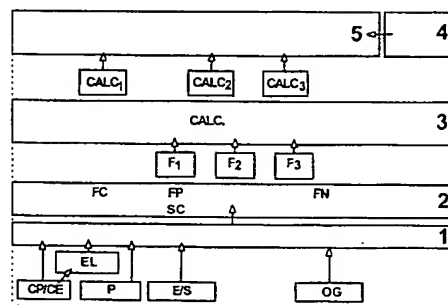 5 4
CALC1 CALC2 CALC3
CALC. 3
F1 F2 F3
FC FP FN 2
SC
1
EL
CP/CE P E/S OG